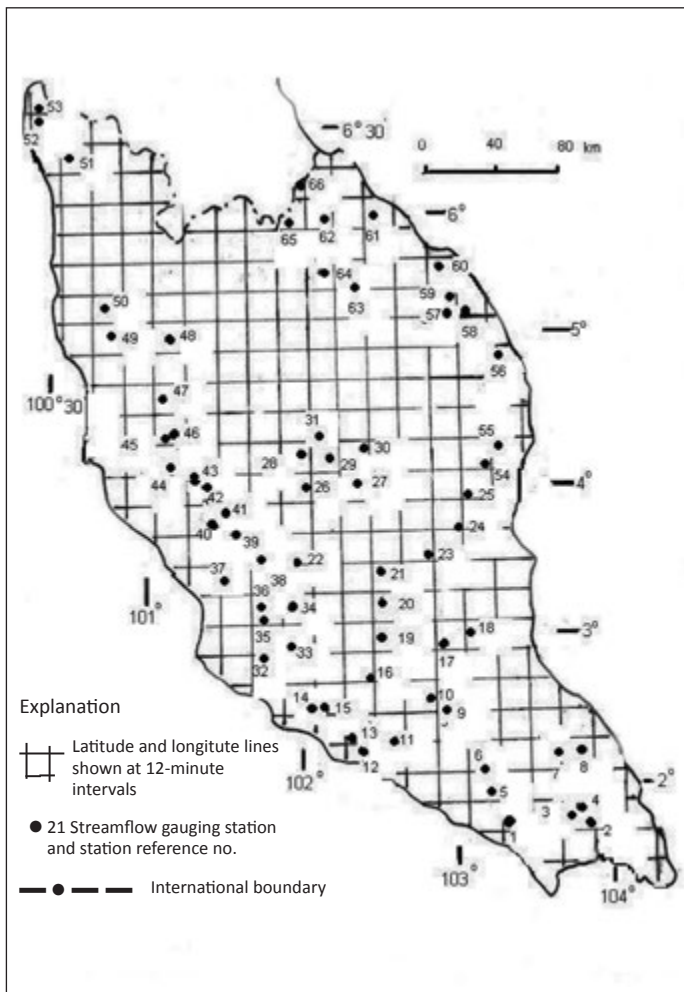 53
6° 30
0 40 80 km
52
51
66
6°
65 62 61
64 60
63 59
57
58
50
49 48 5°
56
100° 30
47
31
45 46 55
28 29 30
54
44 43 26 27 4°
42 25
41
40 39 24
22 23
37 38 21
101°
36 34 20
35 19 18 3°
33 17
32
16
Explanation
14 15 10
9
13 11
Latitude and longitute lines
shown at 12-minute
intervals
12
102°
6 7 8 2°
5
21 Streamflow gauging station
and station reference no.
3 4
1 2
103°
International boundary
104°